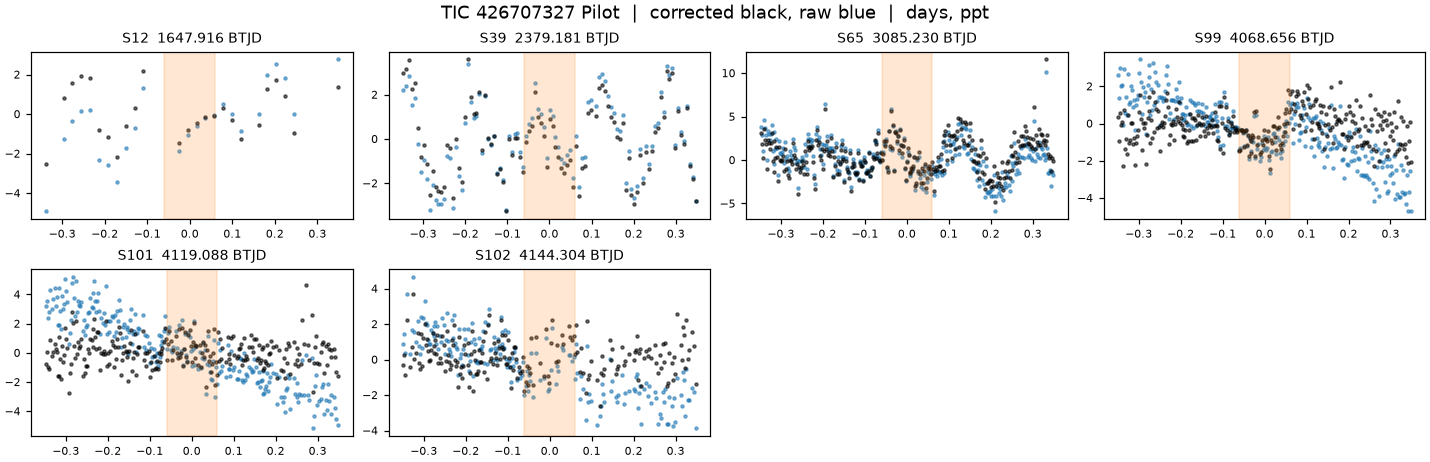 TIC 426707327 Pilot | corrected black, raw blue | days, ppt
S12 1647.916 BTJD
S39 2379.181 BTJD
S65 3085.230 BTJD
S99 4068.656 BTJD
2
0
−2
−4
2
0
−2
10
5
0
−5
2
0
−2
−4
−0.3 −0.2 −0.1 0.0 0.1 0.2 0.3
−0.3 −0.2 −0.1 0.0 0.1 0.2 0.3
−0.3 −0.2 −0.1 0.0 0.1 0.2 0.3
−0.3 −0.2 −0.1 0.0 0.1 0.2 0.3
S101 4119.088 BTJD
S102 4144.304 BTJD
4
2
0
−2
−4
4
2
0
−2
−4
−0.3 −0.2 −0.1 0.0 0.1 0.2 0.3
−0.3 −0.2 −0.1 0.0 0.1 0.2 0.3